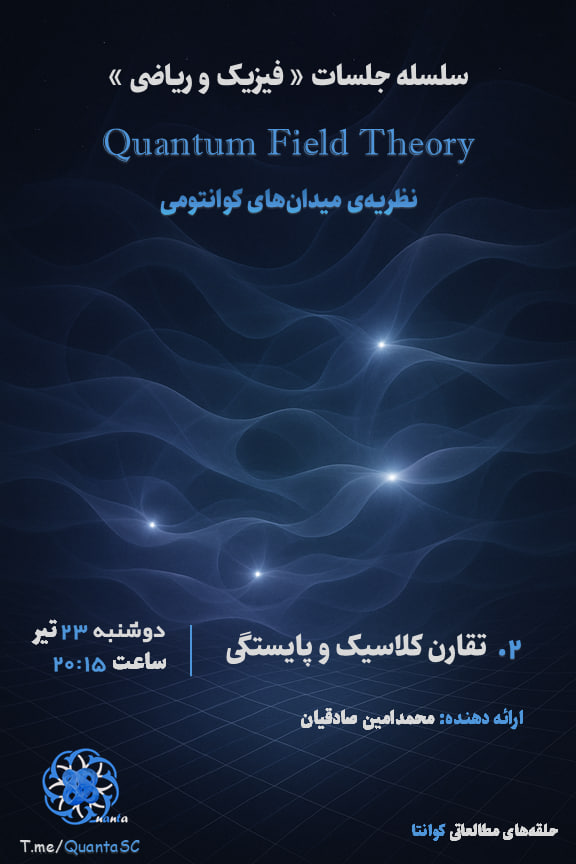 سلسله جلسات « فیزیک و ریاضی »
Quantum Field Theory
نظریه‌ی میدان‌های کوانتومی
۰۲ تقارن کلاسیک و پایستگی
دوشنبه ۲۳ تیر
ساعت ۲۰:۱۵
ارائه دهنده: محمدامین صادقیان
Quanta
T.me/QuantaSC
حلقه‌های مطالعاتی کوانتا